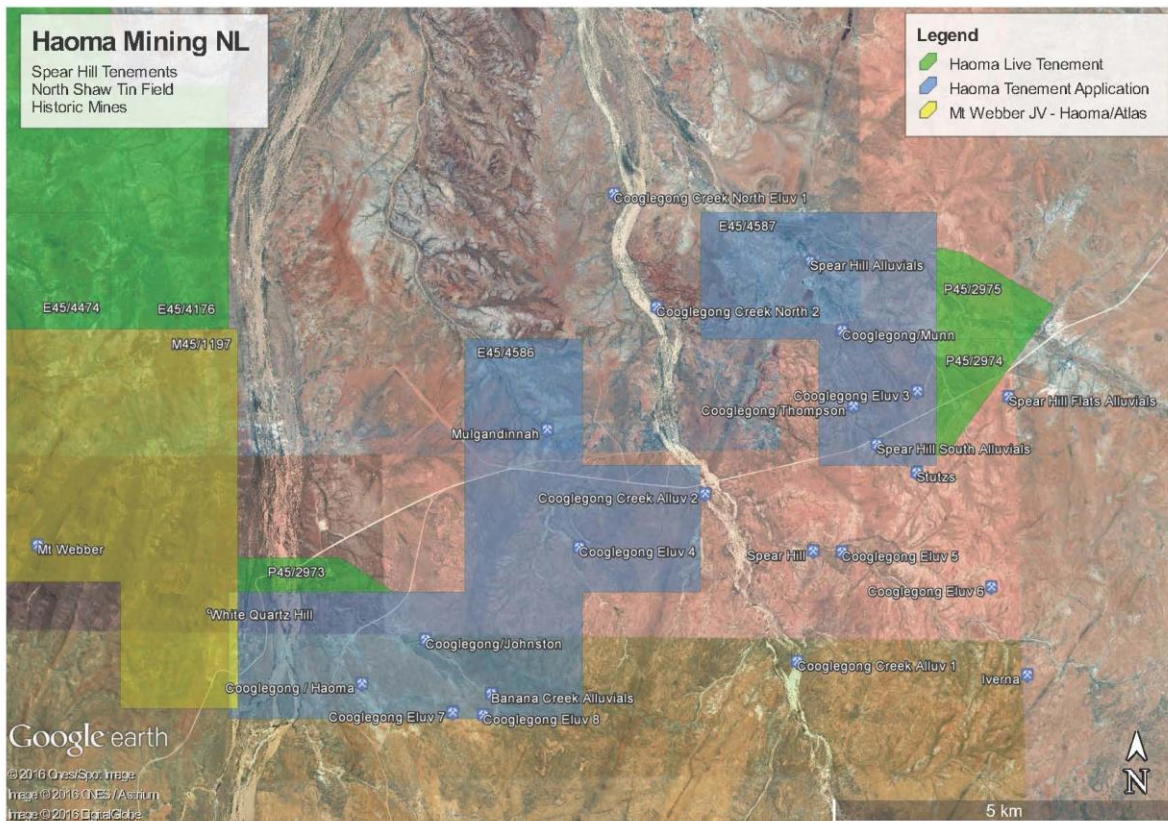 Haoma Mining NL
Spear Hill Tenements
North Shaw Tin Field
Historic Mines
Legend
Haoma Live Tenement
Haoma Tenement Application
Mt Webber JV - Haoma/Atlas
Cooglegong Creek North Eluv 1
E45/4587
Spear Hill Alluvials
P45/2975
E45/4474
E45/4176
Cooglegong Creek North 2
M45/1197
Cooglegong/Munn
E45/4586
P45/2974
Cooglegong Eluv 3
Spear Hill Flats Alluvials
Cooglegong/Thompson
Mulgandinnah
Spear Hill South Alluvials
Stutzs
Cooglegong Creek Alluv 2
Mt Webber
Cooglegong Eluv 4
Spear Hill
Cooglegong Eluv 5
P45/2973
Cooglegong Eluv 6
White Quartz Hill
Cooglegong/Johnston
Cooglegong Creek Alluv 1
Iverna
Cooglegong / Haoma
Banana Creek Alluvials
Cooglegong Eluv 7
Cooglegong Eluv 8
Google earth
© 2016 Cnes/Spot Image
Image © 2016 CNES / Astrium
Image © 2016 DigitalGlobe
N
5 km